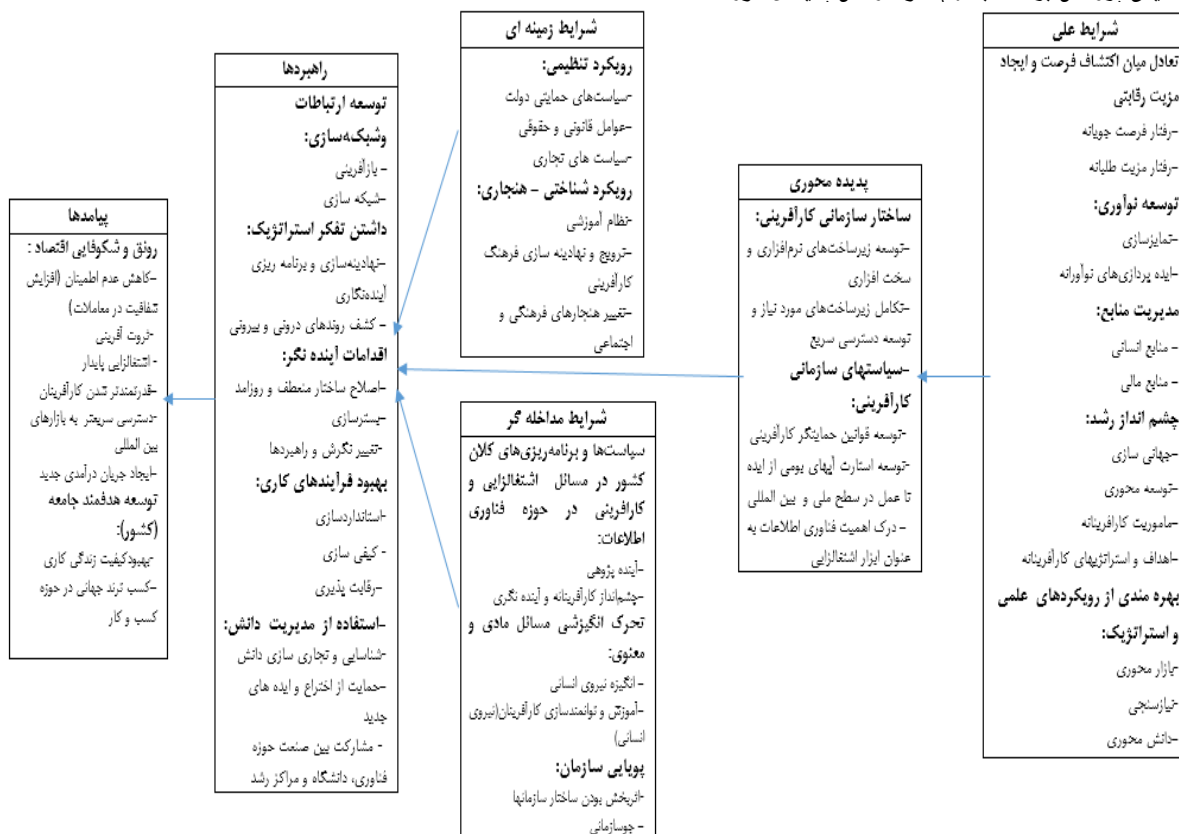 شرایط علی
تعادل میان اکتشاف فرصت و ایجاد
مزیت رقابتی
-رفتار فرصت جویانه
-رفتار مزیت طلبانه
توسعه نوآوری:
-تمایزسازی
-ایده پردازی‌های نوآورانه
مدیریت منابع:
- منابع انسانی
- منابع مالی
چشم انداز رشد:
-جهانی سازی
-توسعه محوری
-ماموریت کارافرینانه
-اهداف و استراتژیهای کارآفرینانه
بهره مندی از رویکردهای علمی
و استراتژیک:
-بازار محوری
-نیازسنجی
-دانش محوری
پدیده محوری
ساختار سازمانی کارآفرینی:
-توسعه زیرساخت‌های نرم‌افزاری و
سخت افزاری
-تکامل زیرساخت‌های مورد نیاز و
توسعه دسترسی سریع
-سیاستهای سازمانی
کارآفرینی:
-توسعه قوانین حمایتگر کارآفرینی
-توسعه استارت آپهای بومی از ایده
تا عمل در سطح ملی و بین المللی
- درک اهمیت فناوری اطلاعات به
عنوان ابزار اشتغالزایی
شرایط زمینه ای
رویکرد تنظیمی:
-سیاست‌های حمایتی دولت
-عوامل قانونی و حقوقی
-سیاست های تجاری
رویکرد شناختی - هنجاری:
-نظام آموزشی
-ترویج و نهادینه سازی فرهنگ
کارآفرینی
-تغییر هنجارهای فرهنگی و
اجتماعی
شرایط مداخله گر
سیاست‌ها و برنامه‌ریزی‌های کلان
کشور در مسائل اشتغالزایی و
کارافرینی در حوزه فناوری
اطلاعات:
-آینده پژوهی
-چشم‌انداز کارآفرینانه و آینده نگری
تحرک انگیزشی مسائل مادی و
معنوی:
- انگیزه نیروی انسانی
-آموزش و توانمندسازی کارآفرینان(نیروی
انسانی)
پویایی سازمان:
-اثربخش بودن ساختار سازمانها
- جوسازمانی
راهبردها
توسعه ارتباطات
وشبکه‌سازی:
- بازآفرینی
-شبکه سازی
داشتن تفکر استراتژیک:
-نهادینه‌سازی و برنامه ریزی
آینده‌نگاری
- کشف روندهای درونی و بیرونی
اقدامات آینده نگر:
-اصلاح ساختار منعطف و روزامد
-بسترسازی
-تغییر نگرش و راهبردها
بهبود فرآیندهای کاری:
-استانداردسازی
- کیفی سازی
-رقابت پذیری
-استفاده از مدیریت دانش:
-شناسایی و تجاری سازی دانش
-حمایت از اختراع و ایده های
جدید
- مشارکت بین صنعت حوزه
فناوری، دانشگاه و مراکز رشد
پیامدها
رونق و شکوفایی اقتصاد :
-کاهش عدم اطمینان (افزایش
شفافیت در معاملات)
-ثروت آفرینی
- اشتغالزایی پایدار
-قدرتمندتر شدن کارآفرینان
-دسترسی سریعتر به بازارهای
بین المللی
-ایجاد جریان درآمدی جدید
توسعه هدفمند جامعه
(کشور):
-بهبودکیفیت زندگی کاری
-کسب ترند جهانی در حوزه
کسب و کار